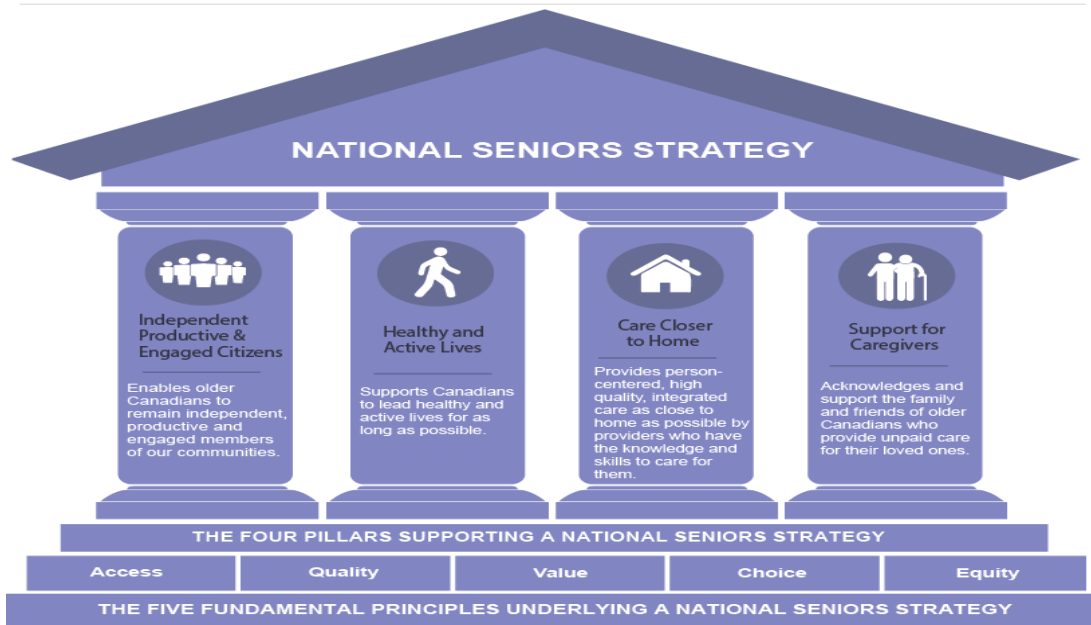 NATIONAL SENIORS STRATEGY
Independent
Productive &
Engaged Citizens
Enables older
Canadians to
remain independent,
productive and
engaged members
of our communities.
Healthy and
Active Lives
Supports Canadians
to lead healthy and
active lives for as
long as possible.
Care Closer
to Home
Provides person-
centered, high
quality, integrated
care as close to
home as possible by
providers who have
the knowledge and
skills to care for
them.
Support for
Caregivers
Acknowledges and
support the family
and friends of older
Canadians who
provide unpaid care
for their loved ones.
THE FOUR PILLARS SUPPORTING A NATIONAL SENIORS STRATEGY
Access Quality Value Choice Equity
THE FIVE FUNDAMENTAL PRINCIPLES UNDERLYING A NATIONAL SENIORS STRATEGY